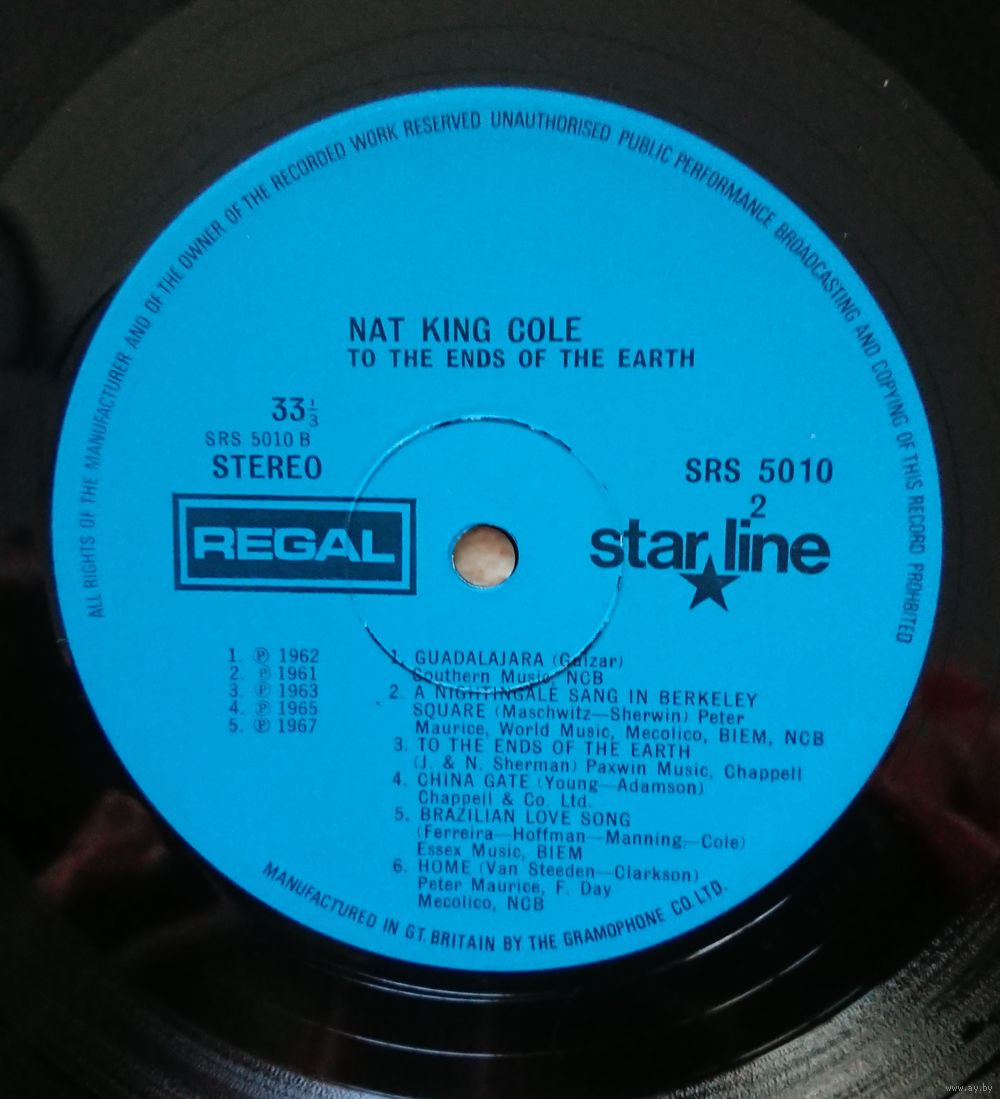 ALL RIGHTS OF THE MANUFACTURER AND OF THE OWNER OF THE RECORDED WORK RESERVED UNAUTHORISED PUBLIC PERFORMANCE BROADCASTING AND COPYING OF THIS RECORD PROHIBITED
NAT KING COLE
TO THE ENDS OF THE EARTH
33⅓
SRS 5010 B
STEREO
SRS 5010
2
REGAL
star line
1. ℗ 1962
2. ℗ 1961
3. ℗ 1963
4. ℗ 1965
5. ℗ 1967
1. GUADALAJARA (Guizar)
Southern Music, NCB
2. A NIGHTINGALE SANG IN BERKELEY
SQUARE (Maschwitz—Sherwin) Peter
Maurice, World Music, Mecolico, BIEM, NCB
3. TO THE ENDS OF THE EARTH
(J. & N. Sherman) Paxwin Music, Chappell
4. CHINA GATE (Young—Adamson)
Chappell & Co. Ltd.
5. BRAZILIAN LOVE SONG
(Ferreira—Hoffman—Manning—Cole)
Essex Music, BIEM
6. HOME (Van Steeden—Clarkson)
Peter Maurice, F. Day
Mecolico, NCB
MANUFACTURED IN GT. BRITAIN BY THE GRAMOPHONE CO. LTD.
www.ay.by